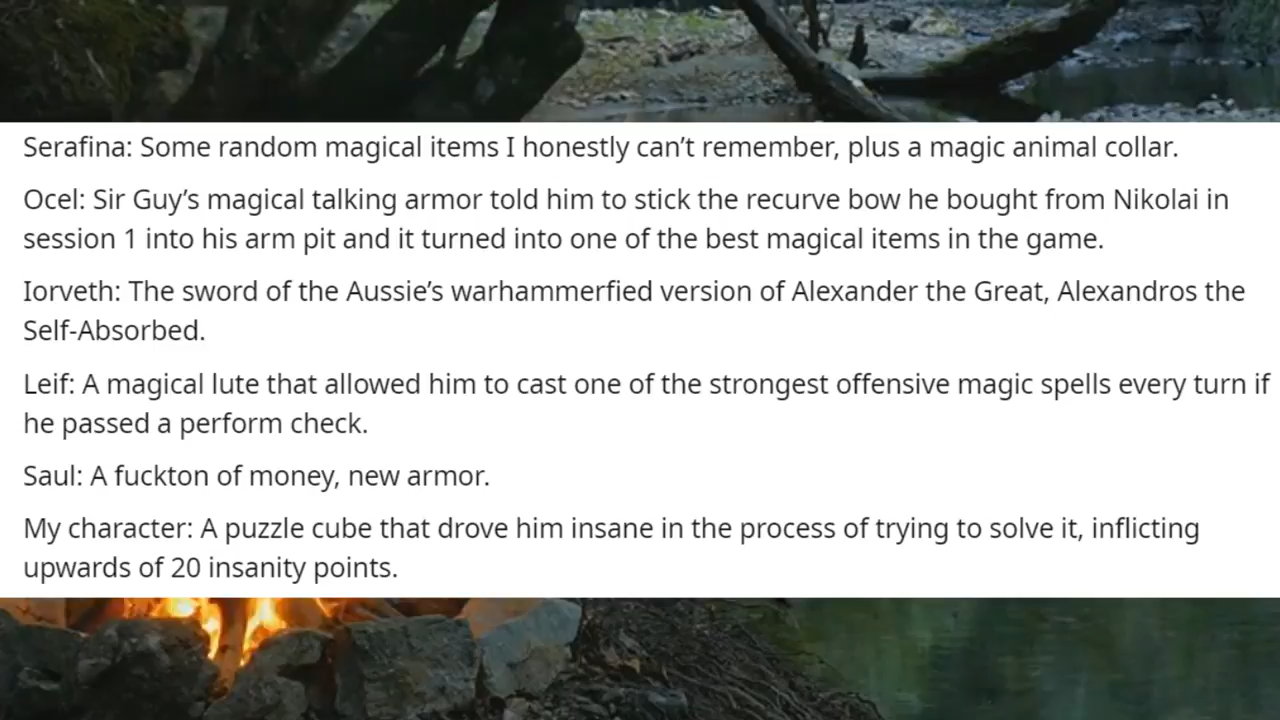 Serafina: Some random magical items I honestly can’t remember, plus a magic animal collar.
Ocel: Sir Guy’s magical talking armor told him to stick the recurve bow he bought from Nikolai in
session 1 into his arm pit and it turned into one of the best magical items in the game.
Iorveth: The sword of the Aussie’s warhammerfied version of Alexander the Great, Alexandros the
Self-Absorbed.
Leif: A magical lute that allowed him to cast one of the strongest offensive magic spells every turn if
he passed a perform check.
Saul: A fuckton of money, new armor.
My character: A puzzle cube that drove him insane in the process of trying to solve it, inflicting
upwards of 20 insanity points.